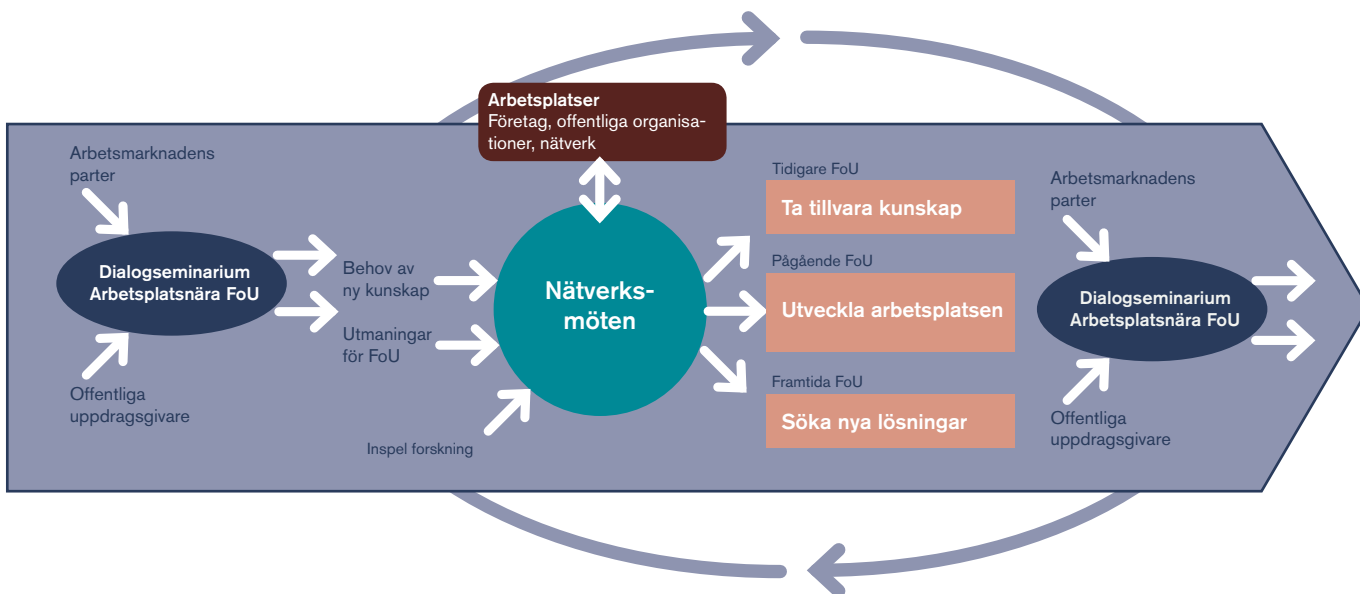 Arbetsplatser
Företag, offentliga organisa-
tioner, nätverk
Arbetsmarknadens
parter
Dialogseminarium
Arbetsplatsnära FoU
Offentliga
uppdragsgivare
Behov av
ny kunskap
Utmaningar
för FoU
Inspel forskning
Nätverks-
möten
Tidigare FoU
Ta tillvara kunskap
Pågående FoU
Utveckla arbetsplatsen
Framtida FoU
Söka nya lösningar
Arbetsmarknadens
parter
Dialogseminarium
Arbetsplatsnära FoU
Offentliga
uppdragsgivare